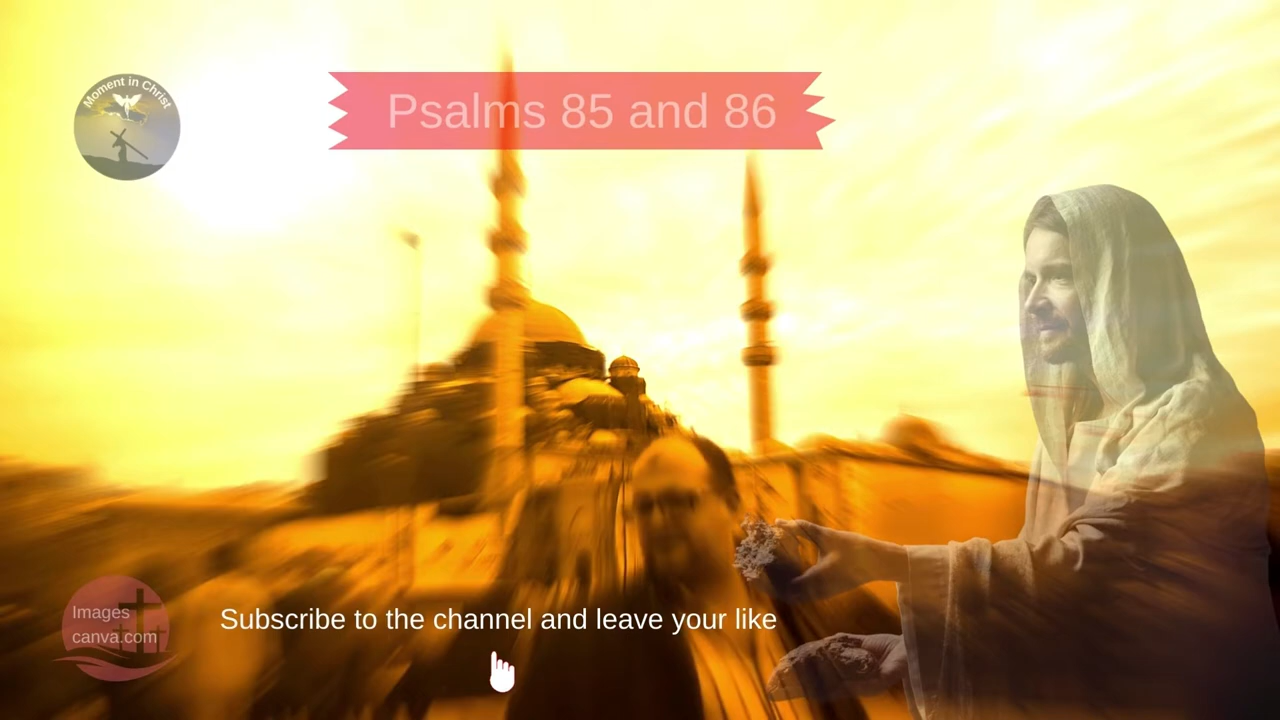 Moment in Christ
Psalms 85 and 86
Images
canva.com
Subscribe to the channel and leave your like